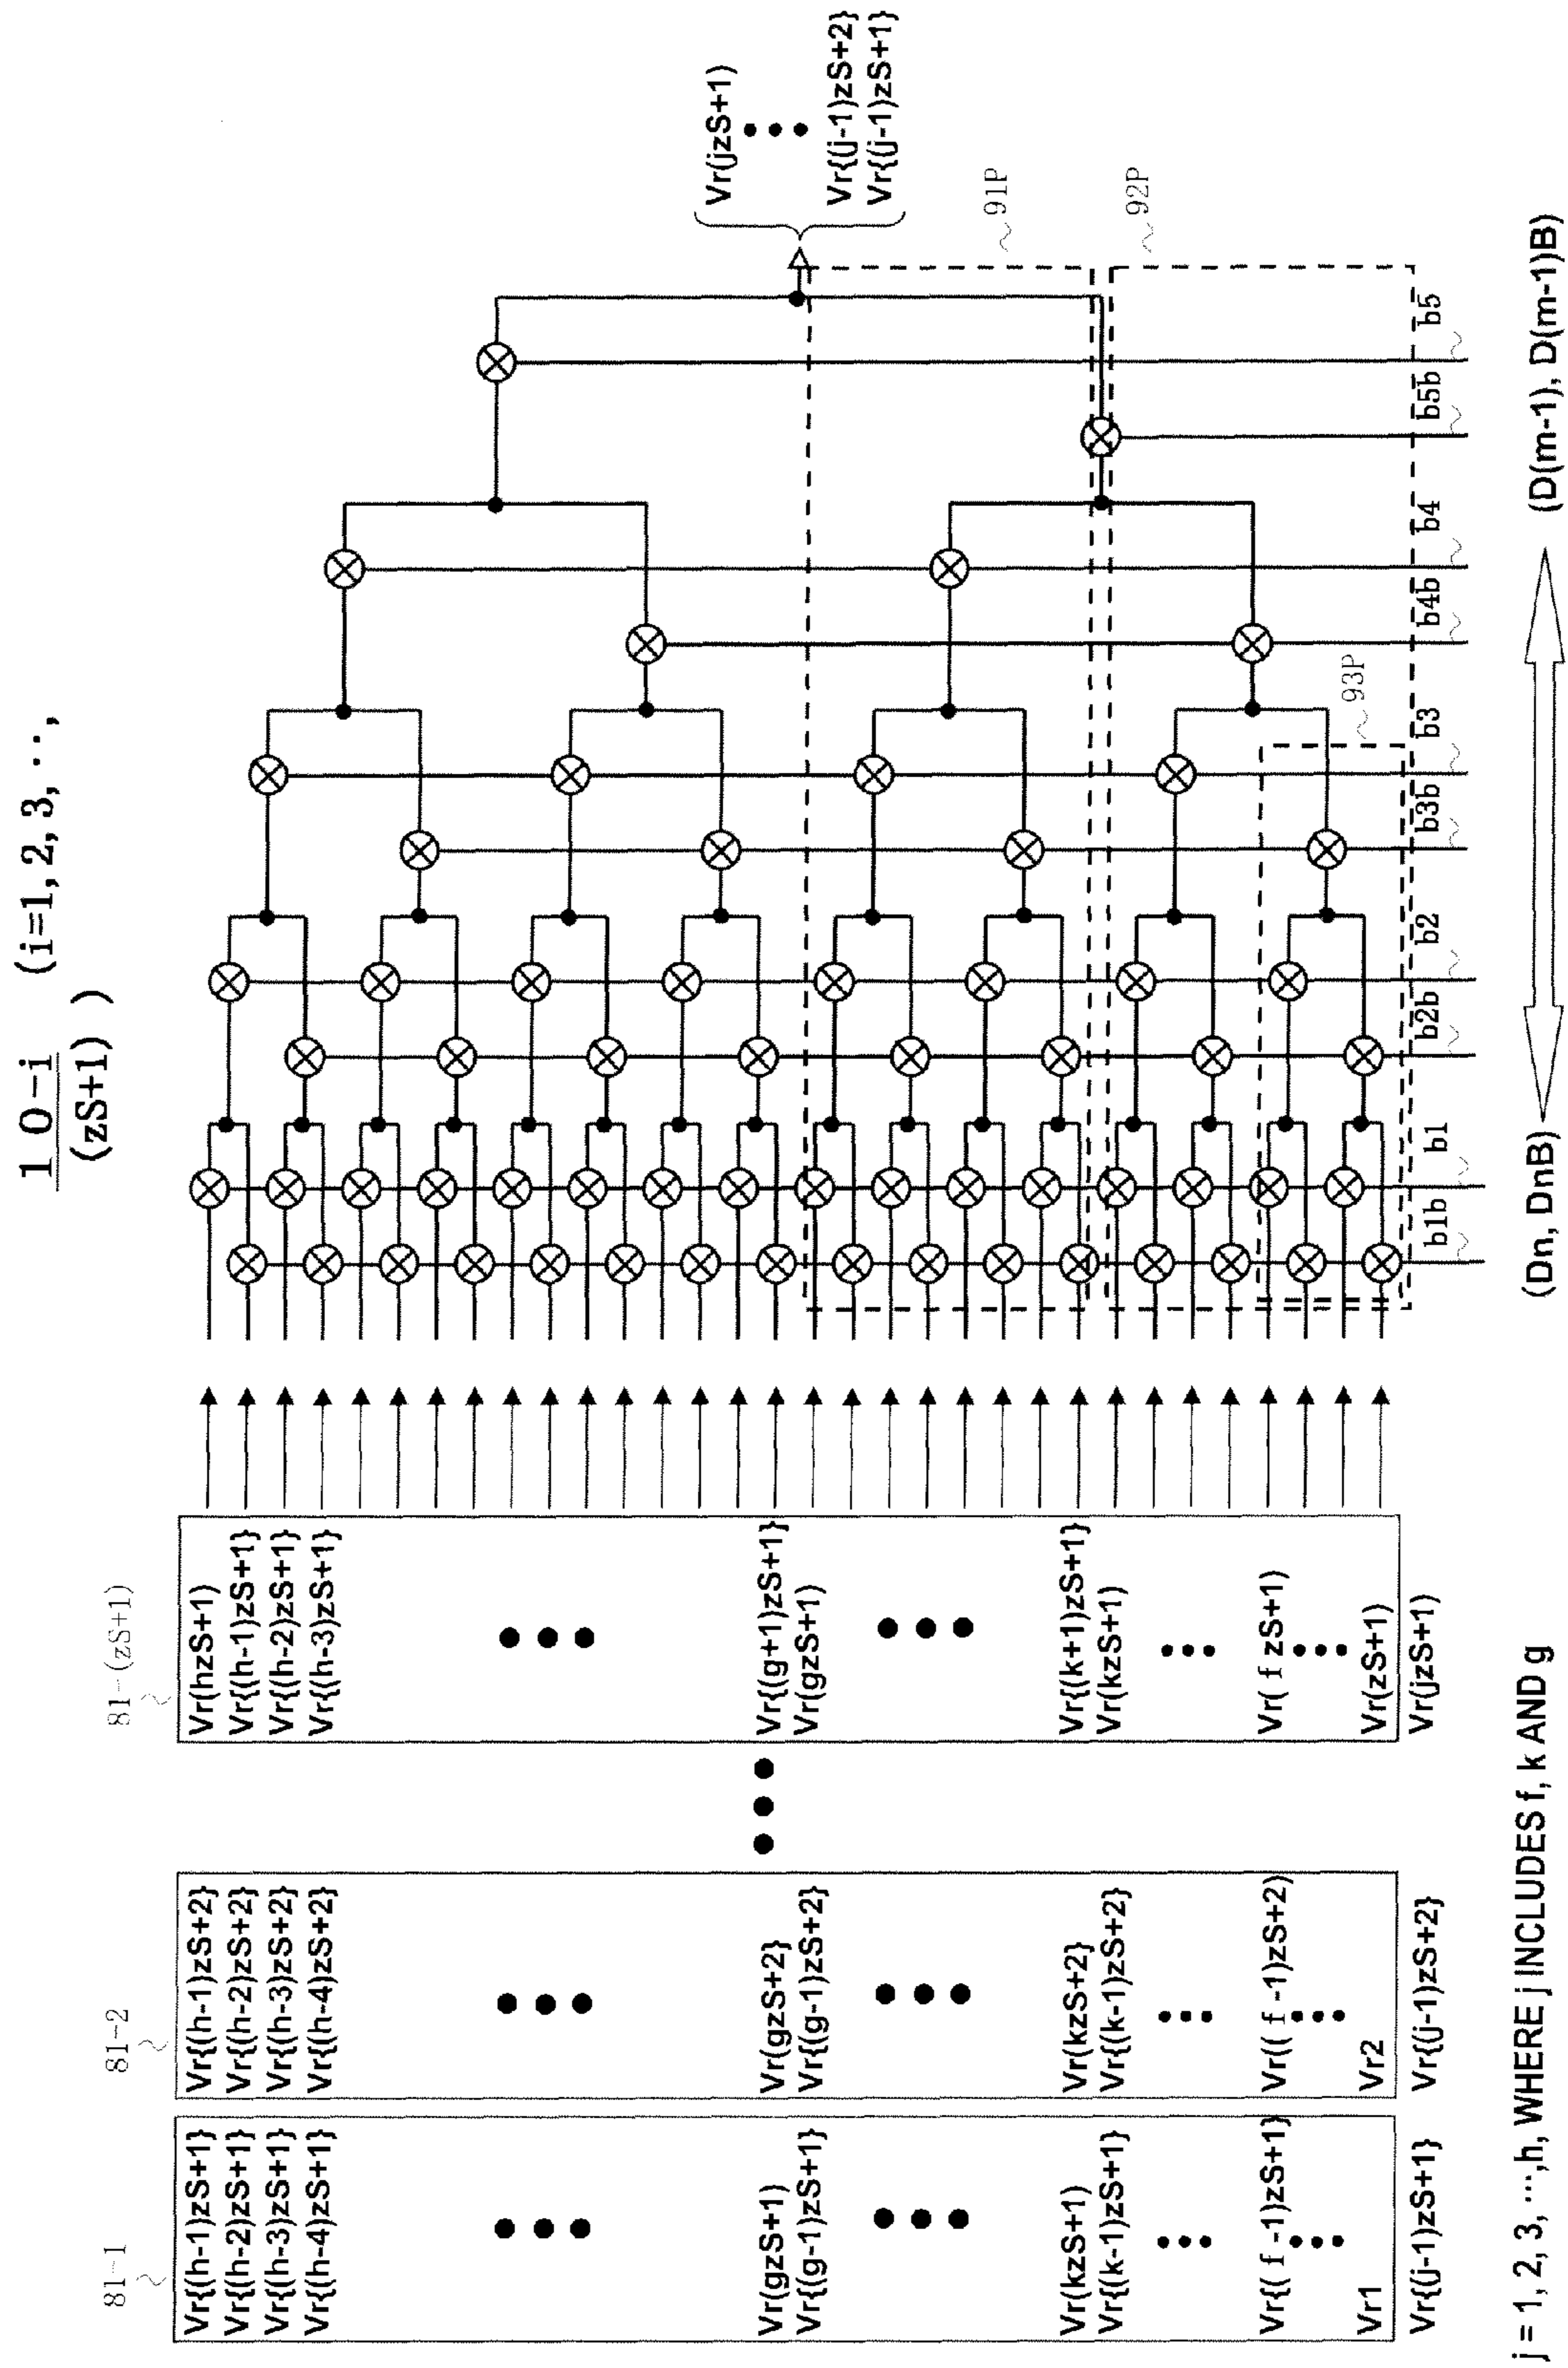 10-i (i=1, 2, 3, ··,
(zS+1) )
81-1
Vr{(h-1)zS+1}
Vr{(h-2)zS+1}
Vr{(h-3)zS+1}
Vr{(h-4)zS+1}
Vr(gzS+1)
Vr{(g-1)zS+1}
Vr(kzS+1)
Vr{(k-1)zS+1}
Vr{( f -1)zS+1}
Vr1
Vr{(j-1)zS+1}
81-2
Vr{(h-1)zS+2}
Vr{(h-2)zS+2}
Vr{(h-3)zS+2}
Vr{(h-4)zS+2}
Vr(gzS+2}
Vr{(g-1)zS+2}
Vr(kzS+2}
Vr{(k-1)zS+2}
Vr(( f -1)zS+2)
Vr2
Vr{(j-1)zS+2}
81-(zS+1)
Vr(hzS+1)
Vr{(h-1)zS+1}
Vr{(h-2)zS+1}
Vr{(h-3)zS+1}
Vr{(g+1)zS+1}
Vr(gzS+1)
Vr{(k+1)zS+1}
Vr(kzS+1)
Vr( f zS+1)
Vr(zS+1)
Vr(jzS+1)
b1b
b1
b2b
b2
b3b
b3
b4b
b4
b5b
b5
93P
91P
92P
Vr(jzS+1)
Vr{(j-1)zS+2}
Vr{(j-1)zS+1}
(Dn, DnB)
(D(m-1), D(m-1)B)
j = 1, 2, 3, ···,h, WHERE j INCLUDES f, k AND g